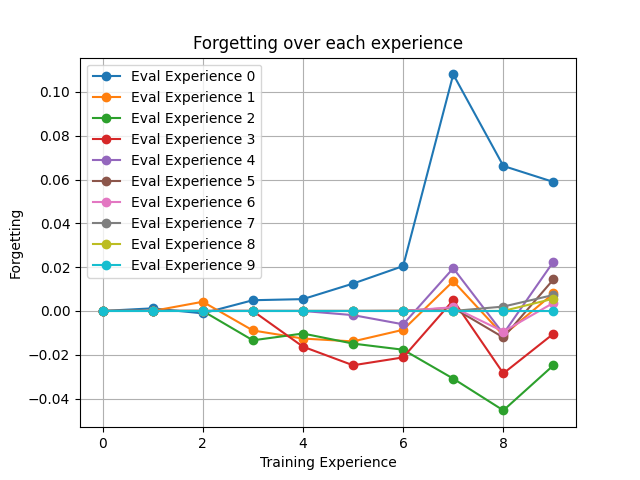 Forgetting over each experience
Eval Experience 0
Eval Experience 1
Eval Experience 2
Eval Experience 3
Eval Experience 4
Eval Experience 5
Eval Experience 6
Eval Experience 7
Eval Experience 8
Eval Experience 9
Forgetting
0.10
0.08
0.06
0.04
0.02
0.00
−0.02
−0.04
0 2 4 6 8
Training Experience